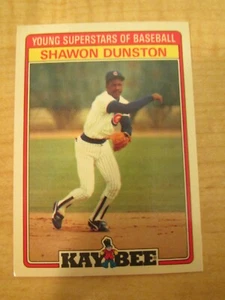 YOUNG SUPERSTARS OF BASEBALL
SHAWON DUNSTON
KAY BEE